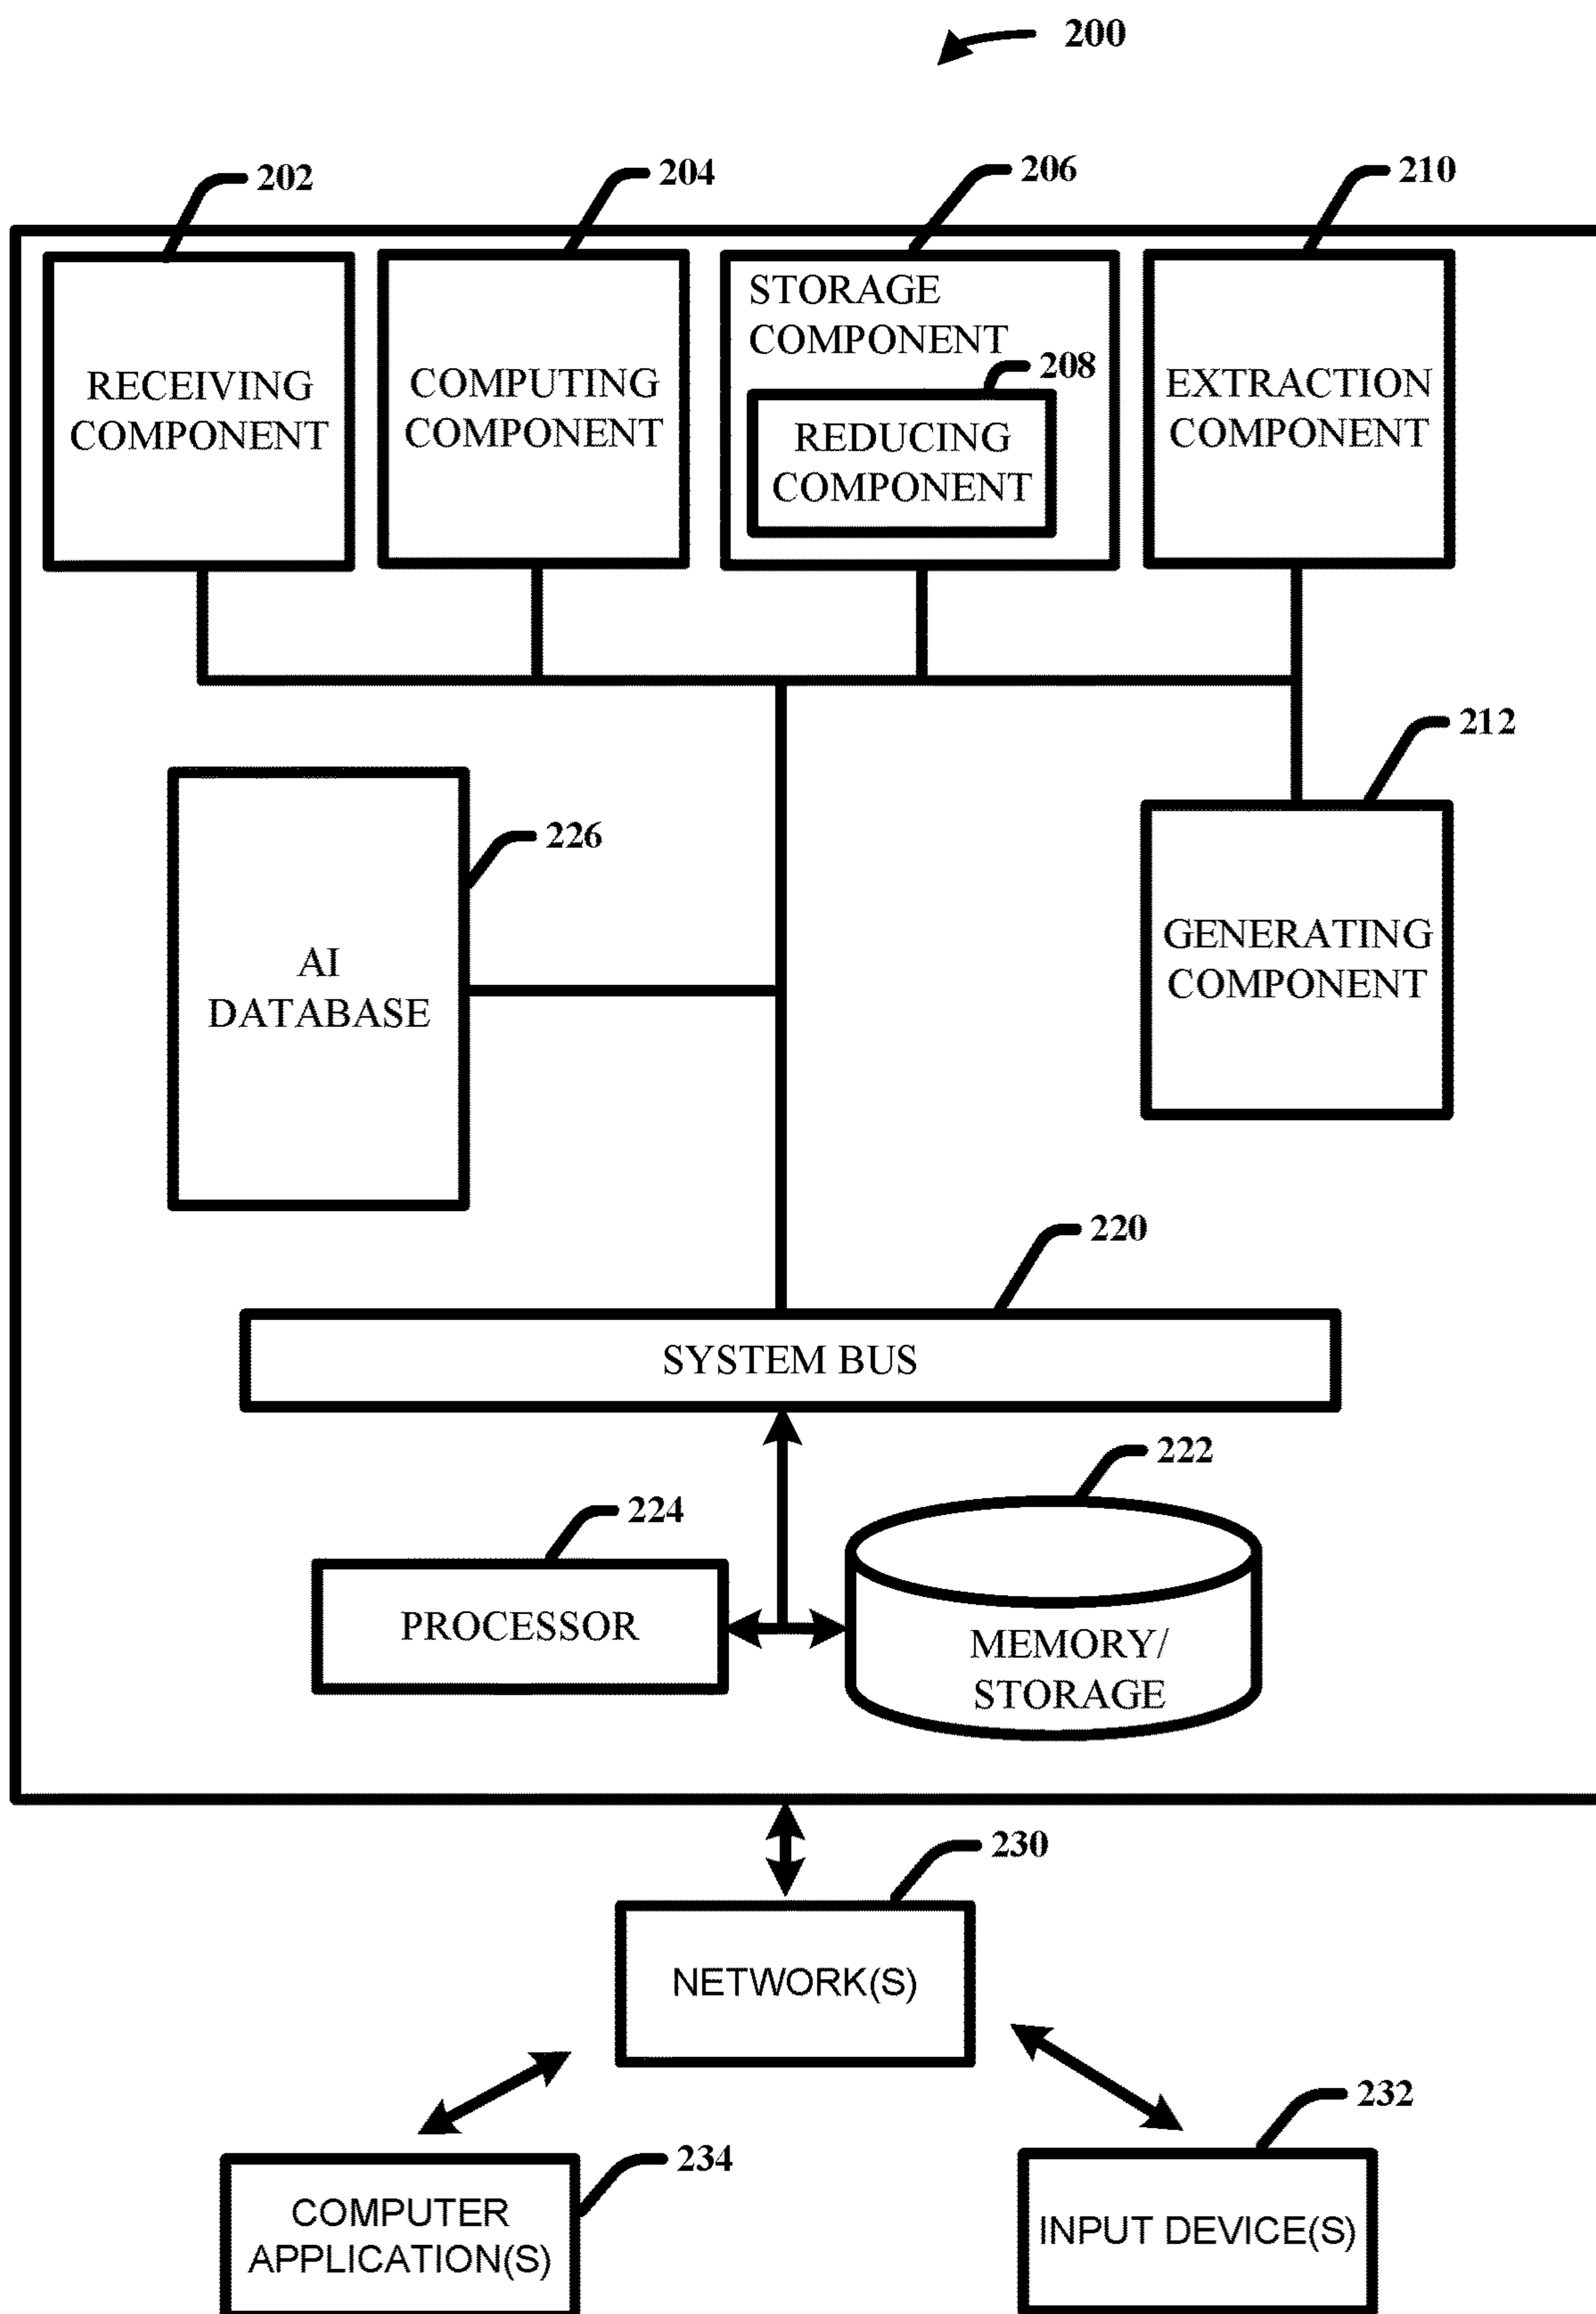 200
202
204
206
210
RECEIVING
COMPONENT
COMPUTING
COMPONENT
STORAGE
COMPONENT
208
REDUCING
COMPONENT
EXTRACTION
COMPONENT
212
226
AI
DATABASE
GENERATING
COMPONENT
220
SYSTEM BUS
222
224
PROCESSOR
MEMORY/
STORAGE
230
NETWORK(S)
232
234
COMPUTER
APPLICATION(S)
INPUT DEVICE(S)